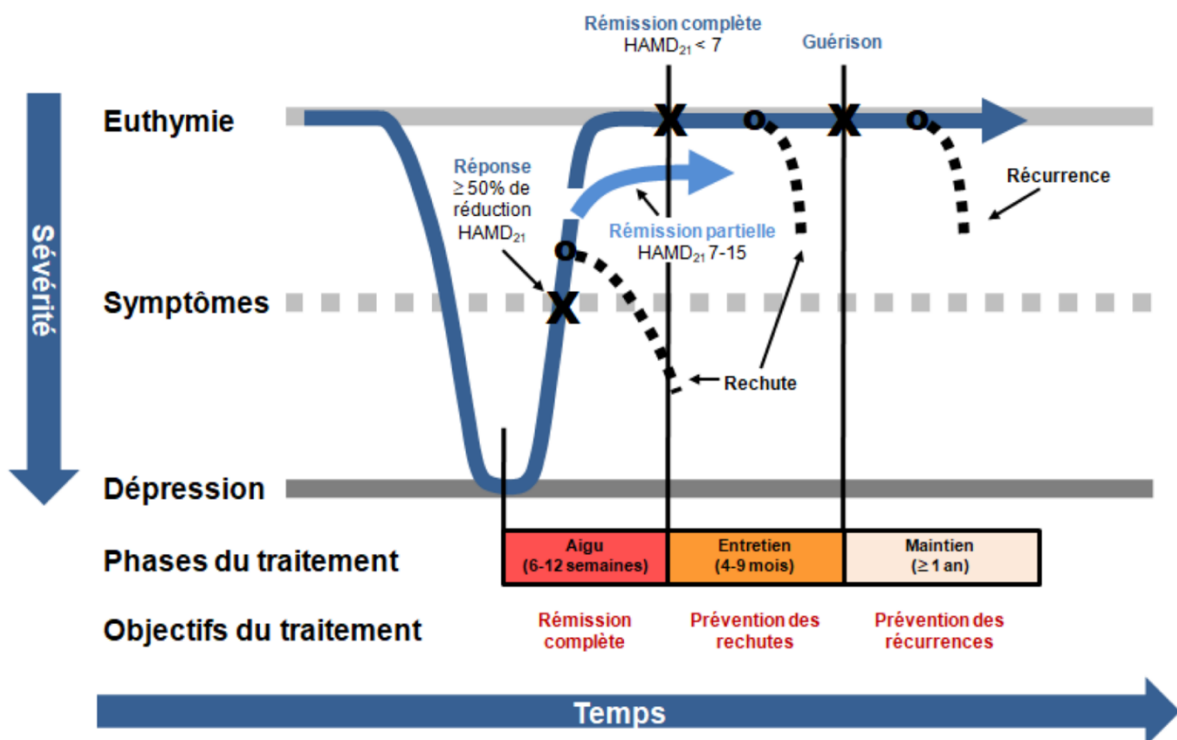 Rémission complète
HAMD21 < 7
Guérison
Euthymie
Réponse
≥ 50% de
réduction
HAMD21
Récurrence
Rémission partielle
HAMD21 7-15
Sévérité
Symptômes
Rechute
Dépression
Phases du traitement
Aigu
(6-12 semaines)
Entretien
(4-9 mois)
Maintien
(≥ 1 an)
Objectifs du traitement
Rémission
complète
Prévention des
rechutes
Prévention des
récurrences
Temps